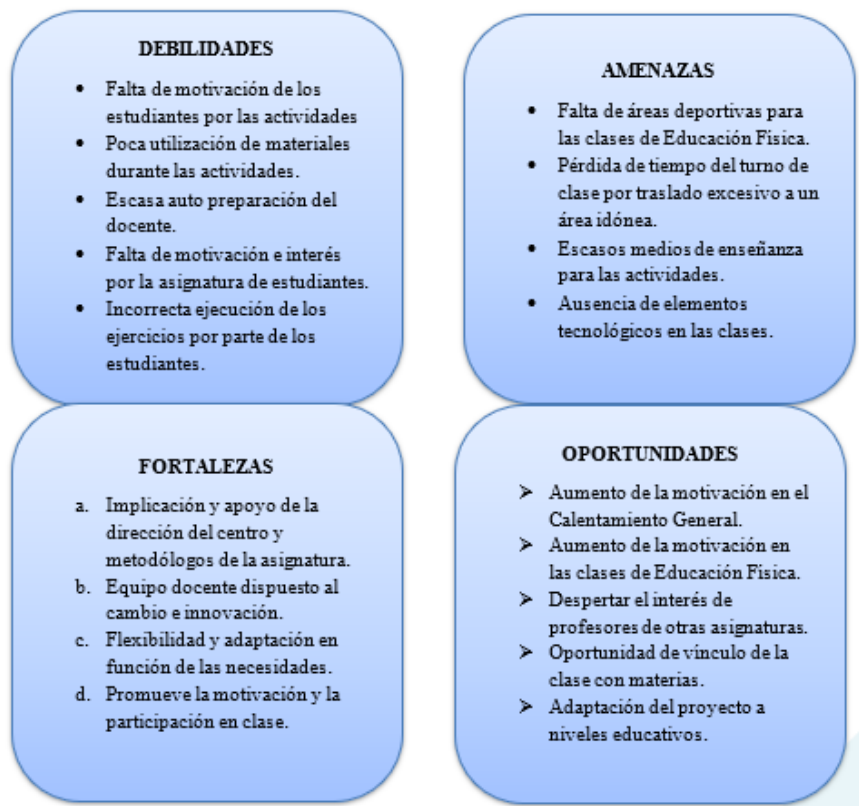 DEBILIDADES
• Falta de motivación de los
estudiantes por las actividades
• Poca utilización de materiales
durante las actividades.
• Escasa auto preparación del
docente.
• Falta de motivación e interés
por la asignatura de estudiantes.
• Incorrecta ejecución de los
ejercicios por parte de los
estudiantes.
AMENAZAS
• Falta de áreas deportivas para
las clases de Educación Física.
• Pérdida de tiempo del turno de
clase por traslado excesivo a un
área idónea.
• Escasos medios de enseñanza
para las actividades.
• Ausencia de elementos
tecnológicos en las clases.
FORTALEZAS
a. Implicación y apoyo de la
dirección del centro y
metodólogos de la asignatura.
b. Equipo docente dispuesto al
cambio e innovación.
c. Flexibilidad y adaptación en
función de las necesidades.
d. Promueve la motivación y la
participación en clase.
OPORTUNIDADES
➢ Aumento de la motivación en el
Calentamiento General.
➢ Aumento de la motivación en
las clases de Educación Física.
➢ Despertar el interés de
profesores de otras asignaturas.
➢ Oportunidad de vínculo de la
clase con materias.
➢ Adaptación del proyecto a
niveles educativos.